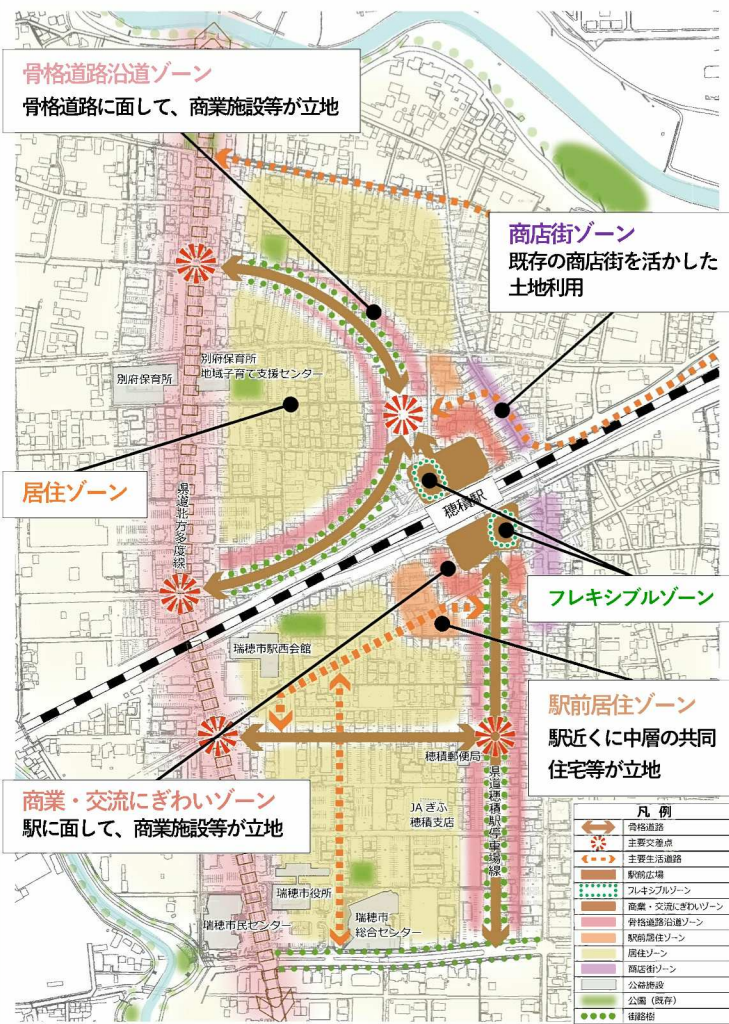 骨格道路沿道ゾーン
骨格道路に面して、商業施設等が立地
商店街ゾーン
既存の商店街を活かした
土地利用
別府保育所
地域子育て支援センター
別府保育所
居住ゾーン
県道北方多度線
穂積駅
フレキシブルゾーン
瑞穂市駅西会館
駅前居住ゾーン
駅近くに中層の共同
住宅等が立地
穂積郵便局
県道穂積駅停車場線
商業・交流にぎわいゾーン
駅に面して、商業施設等が立地
JAぎふ
穂積支店
瑞穂市役所
瑞穂市民センター
瑞穂市
総合センター
凡 例
骨格道路
主要交差点
主要生活道路
駅前広場
フレキシブルゾーン
商業・交流にぎわいゾーン
骨格道路沿道ゾーン
駅前居住ゾーン
居住ゾーン
商店街ゾーン
公益施設
公園（既存）
街路樹